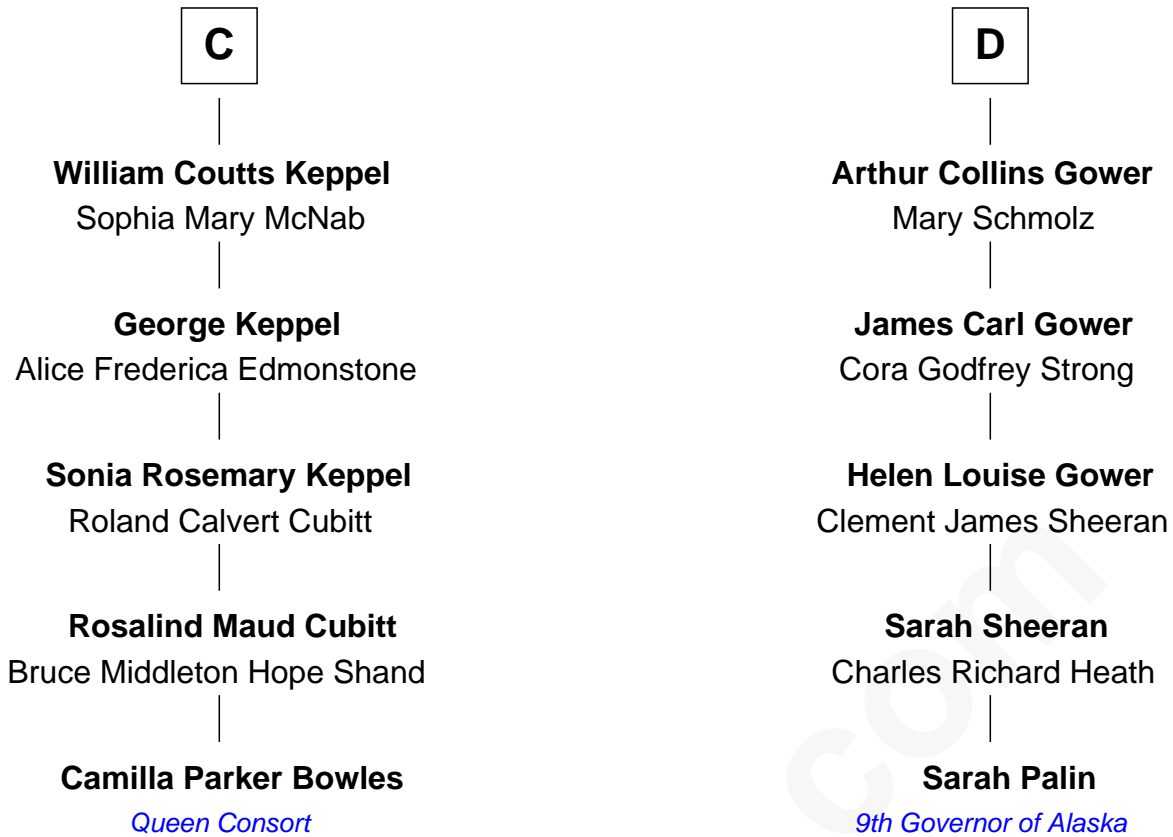 C
William Coutts Keppel
Sophia Mary McNab
George Keppel
Alice Frederica Edmonstone
Sonia Rosemary Keppel
Roland Calvert Cubitt
Rosalind Maud Cubitt
Bruce Middleton Hope Shand
Camilla Parker Bowles
Queen Consort
D
Arthur Collins Gower
Mary Schmolz
James Carl Gower
Cora Godfrey Strong
Helen Louise Gower
Clement James Sheeran
Sarah Sheeran
Charles Richard Heath
Sarah Palin
9th Governor of Alaska
com